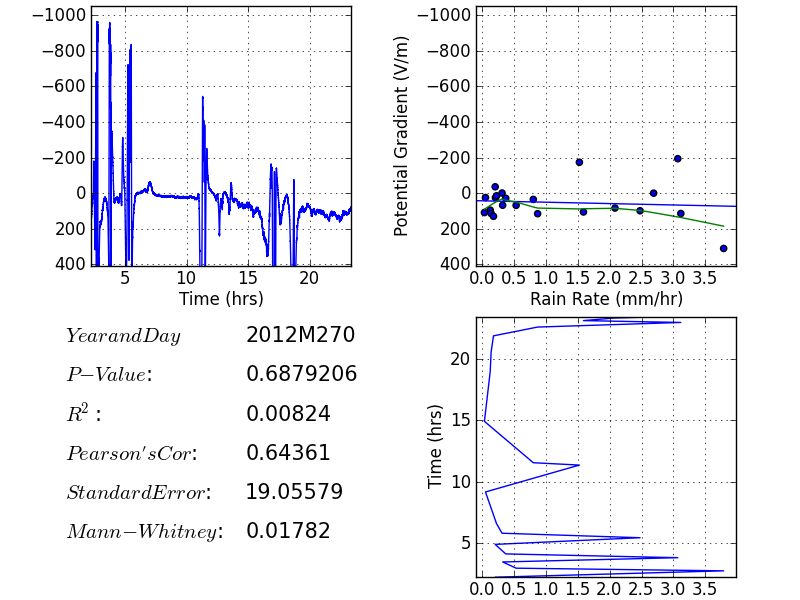 −1000
−800
−600
−400
−200
0
200
400
5 10 15 20
Time (hrs)
Potential Gradient (V/m)
−1000
−800
−600
−400
−200
0
200
400
0.0 0.5 1.0 1.5 2.0 2.5 3.0 3.5
Rain Rate (mm/hr)
YearandDay 2012M270
P−Value: 0.6879206
R²: 0.00824
Pearson'sCor: 0.64361
StandardError: 19.05579
Mann−Whitney: 0.01782
Time (hrs)
20
15
10
5
0.0 0.5 1.0 1.5 2.0 2.5 3.0 3.5